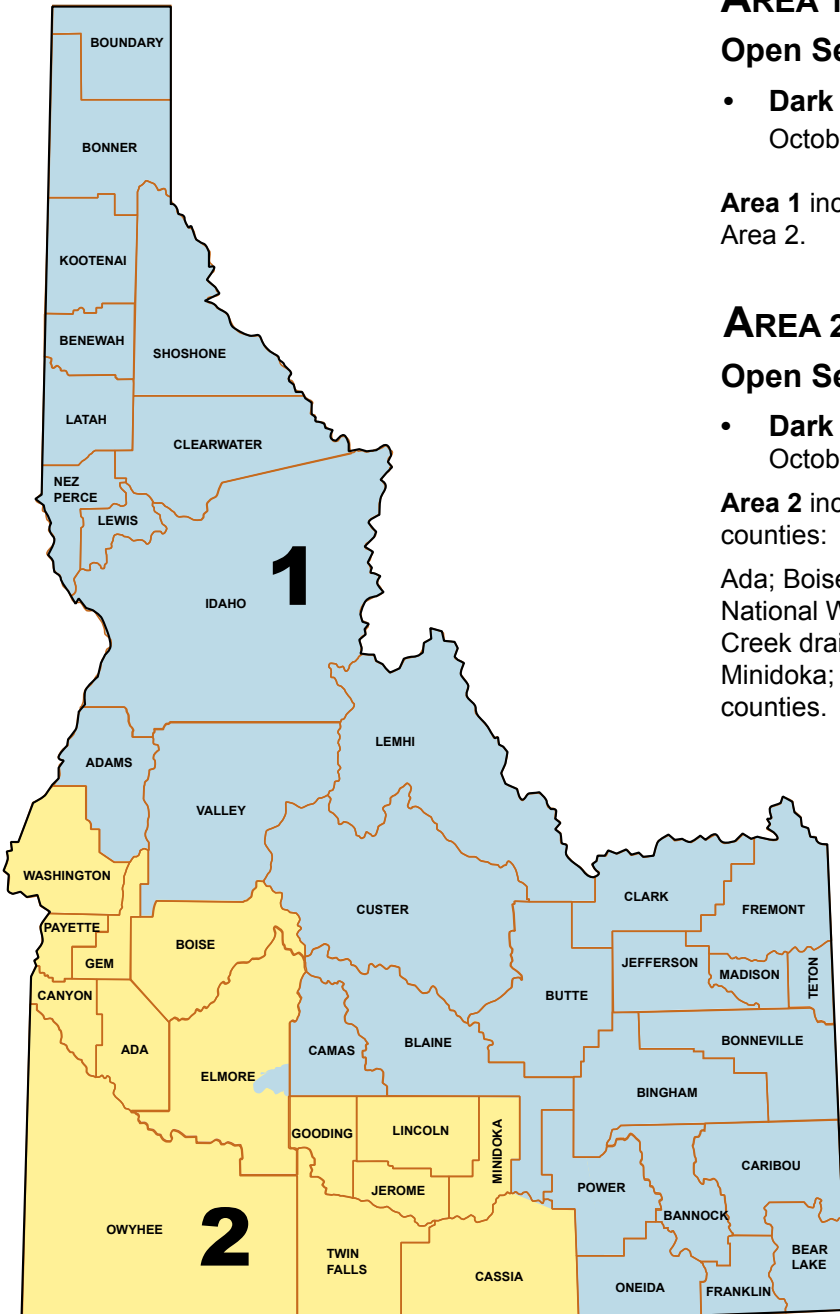 BOUNDARY
BONNER
KOOTENAI
BENEWAH
SHOSHONE
LATAH
CLEARWATER
NEZ
PERCE
LEWIS
IDAHO
1
LEMHI
ADAMS
VALLEY
WASHINGTON
CUSTER
CLARK
FREMONT
PAYETTE
BOISE
GEM
JEFFERSON
MADISON
TETON
CANYON
BUTTE
ADA
CAMAS
BLAINE
BONNEVILLE
ELMORE
BINGHAM
GOODING
LINCOLN
MINIDOKA
CARIBOU
JEROME
POWER
BANNOCK
OWYHEE
2
TWIN
FALLS
CASSIA
BEAR
LAKE
ONEIDA
FRANKLIN
AREA 1
Open Se
• Dark
Octob
Area 1 inc
Area 2.
AREA 2
Open Se
• Dark
Octob
Area 2 inc
counties:
Ada; Boise
National W
Creek drai
Minidoka;
counties.